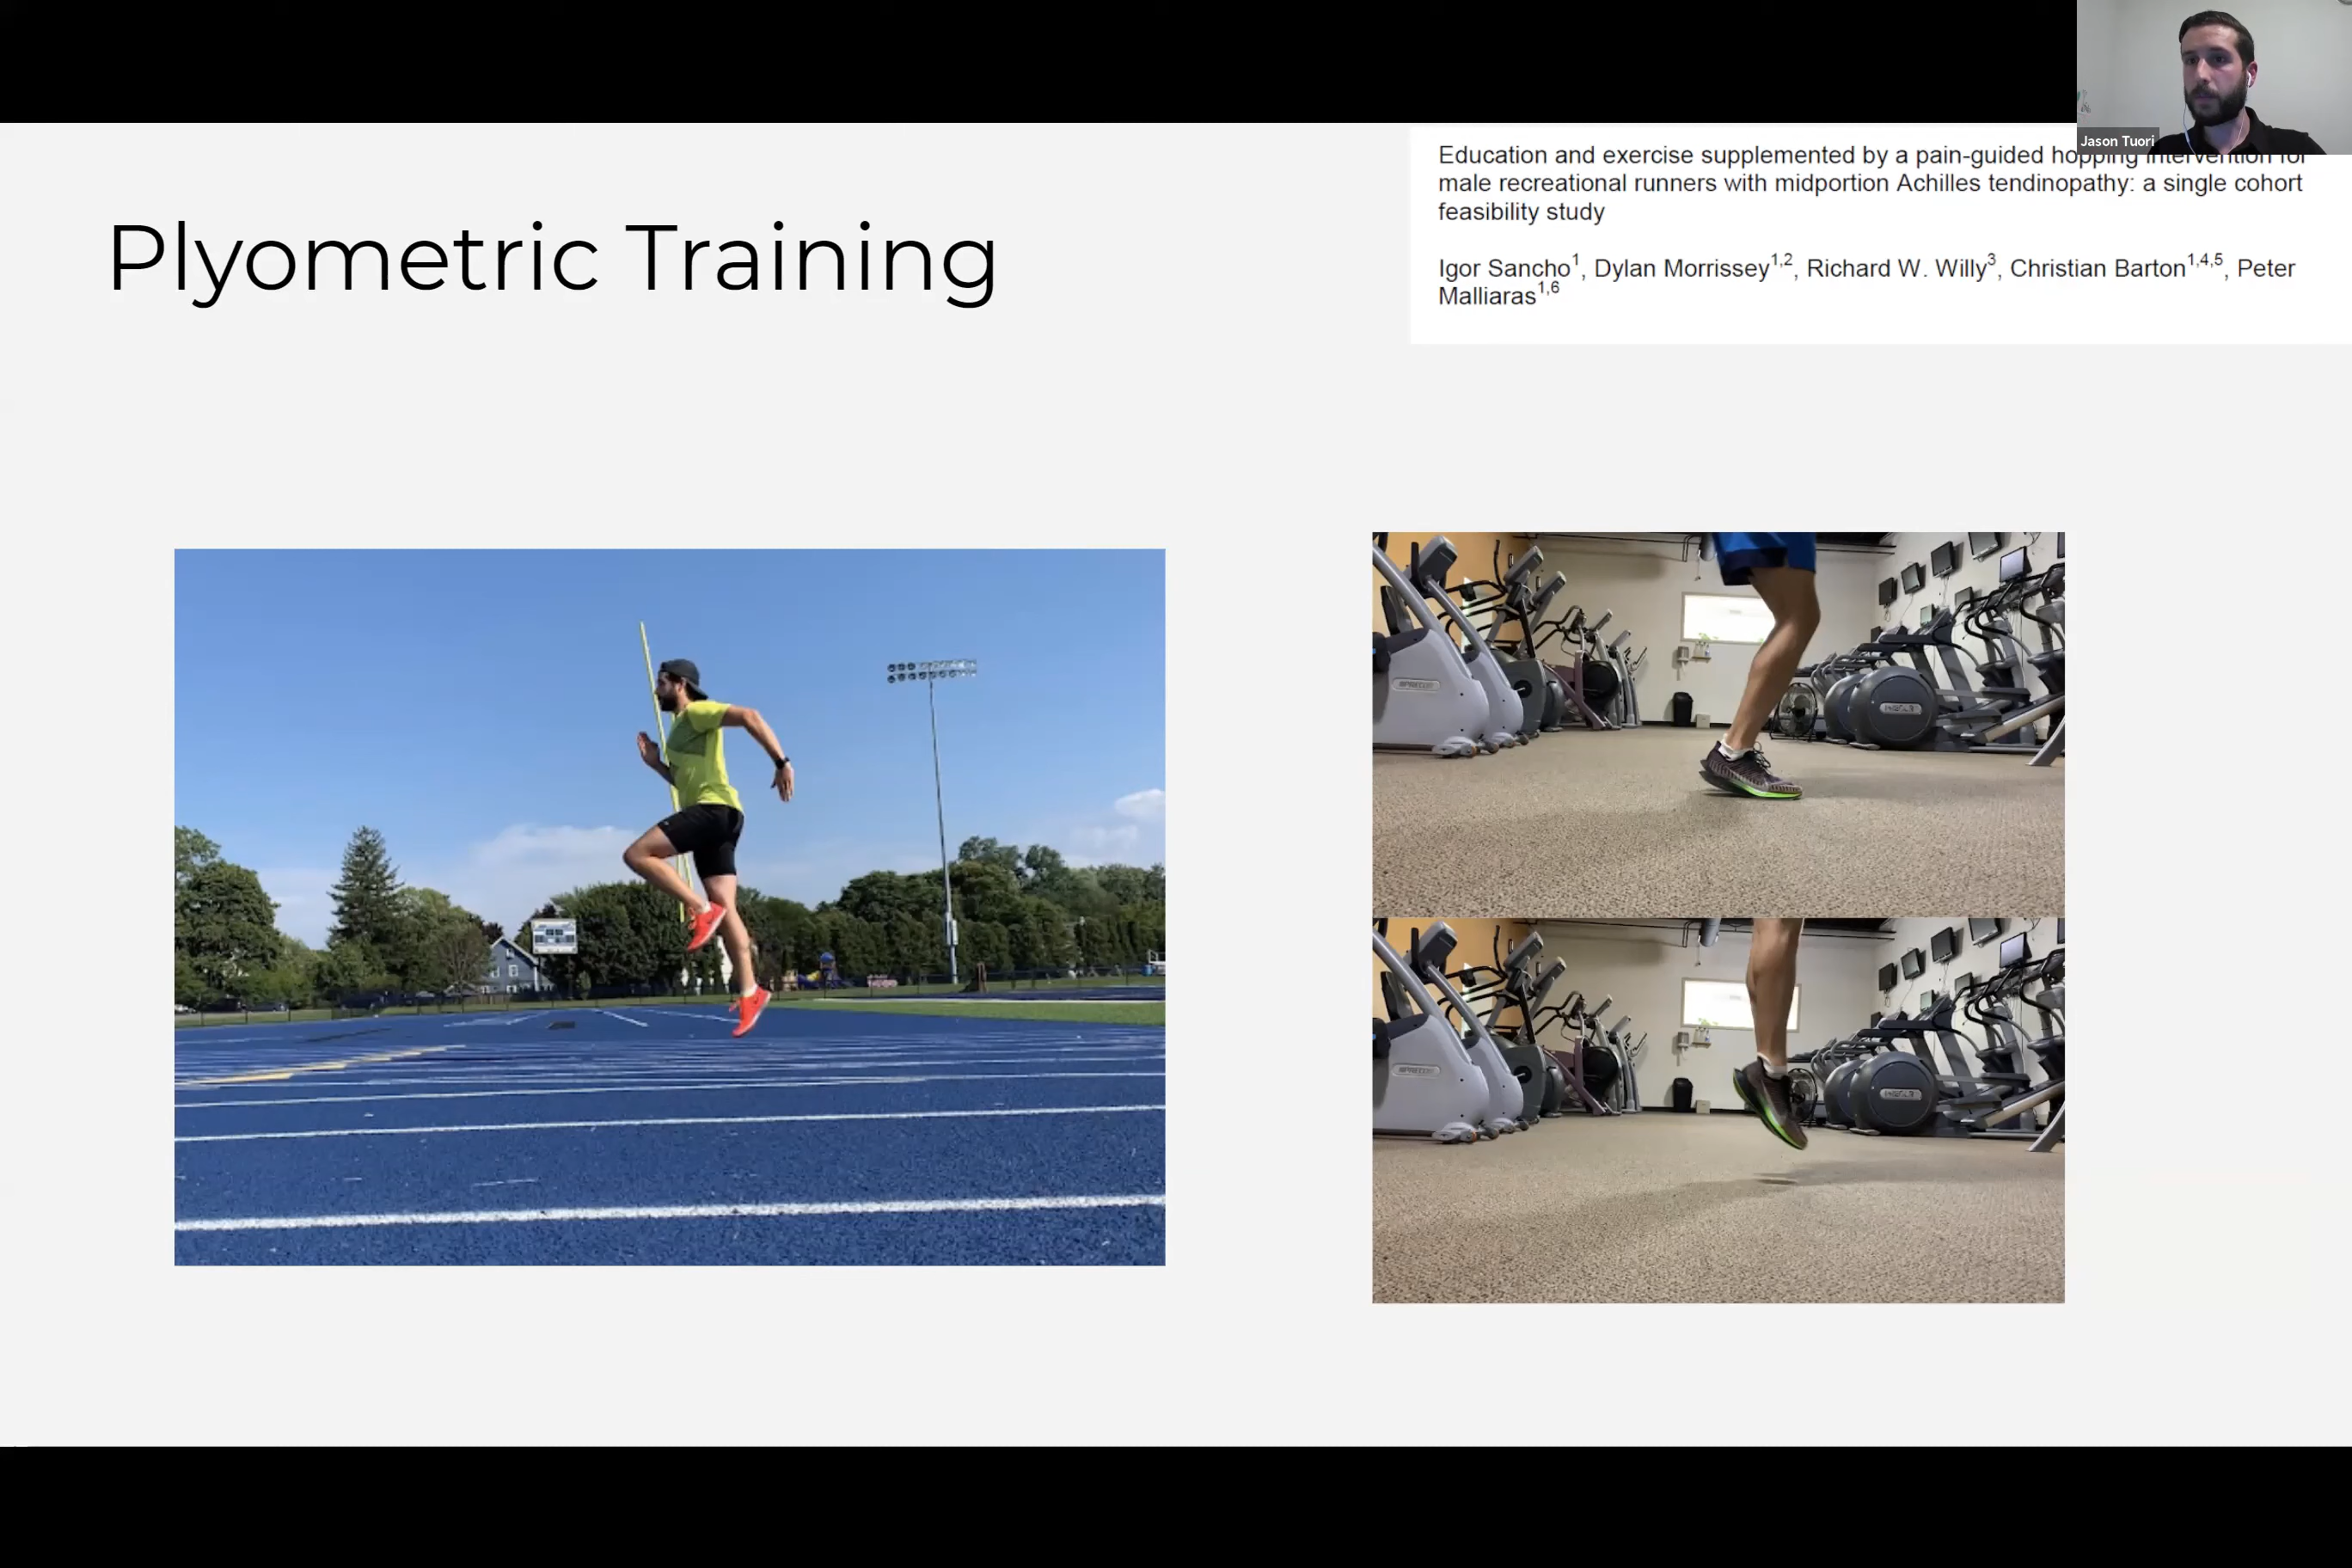 Jason Tuori
Education and exercise supplemented by a pain-guided hopping intervention for
male recreational runners with midportion Achilles tendinopathy: a single cohort
feasibility study
Igor Sancho1, Dylan Morrissey1,2, Richard W. Willy3, Christian Barton1,4,5, Peter
Malliaras1,6
Plyometric Training